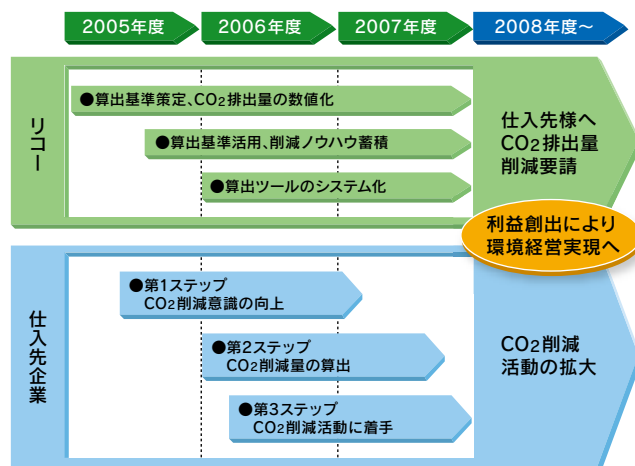 2005年度
2006年度
2007年度
2008年度～
リコー
●算出基準策定、CO2排出量の数値化
●算出基準活用、削減ノウハウ蓄積
●算出ツールのシステム化
仕入先様へ
CO2排出量
削減要請
利益創出により
環境経営実現へ
仕入先企業
●第1ステップ
CO2削減意識の向上
●第2ステップ
CO2削減量の算出
●第3ステップ
CO2削減活動に着手
CO2削減
活動の拡大